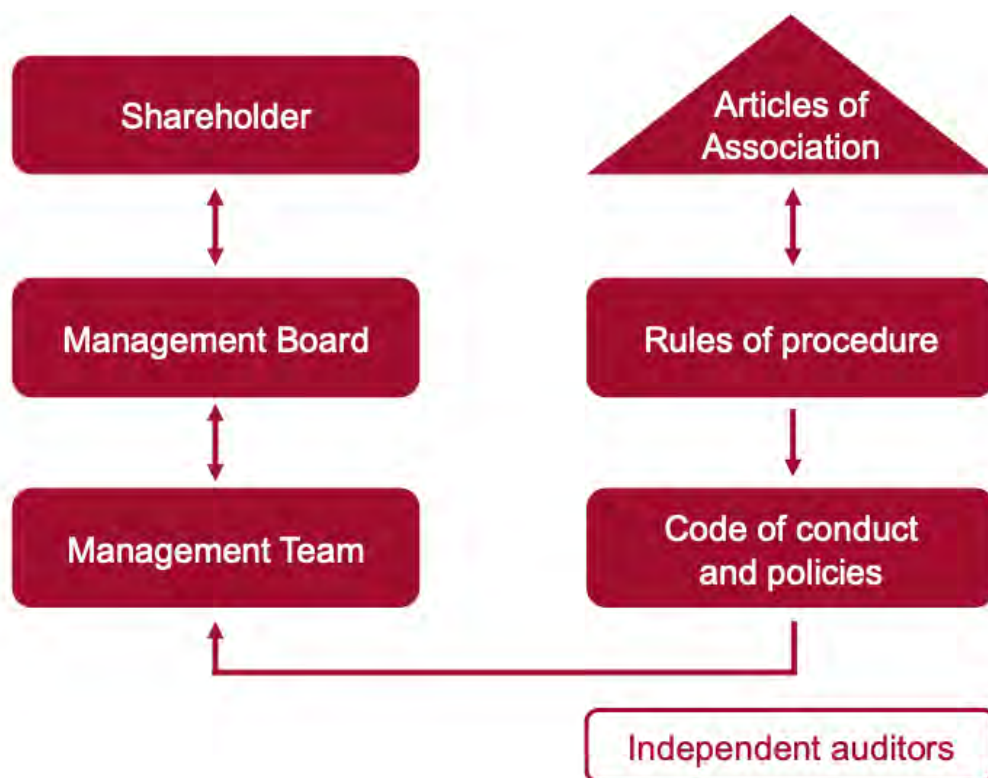 Shareholder
Articles of
Association
Management Board
Rules of procedure
Management Team
Code of conduct
and policies
Independent auditors